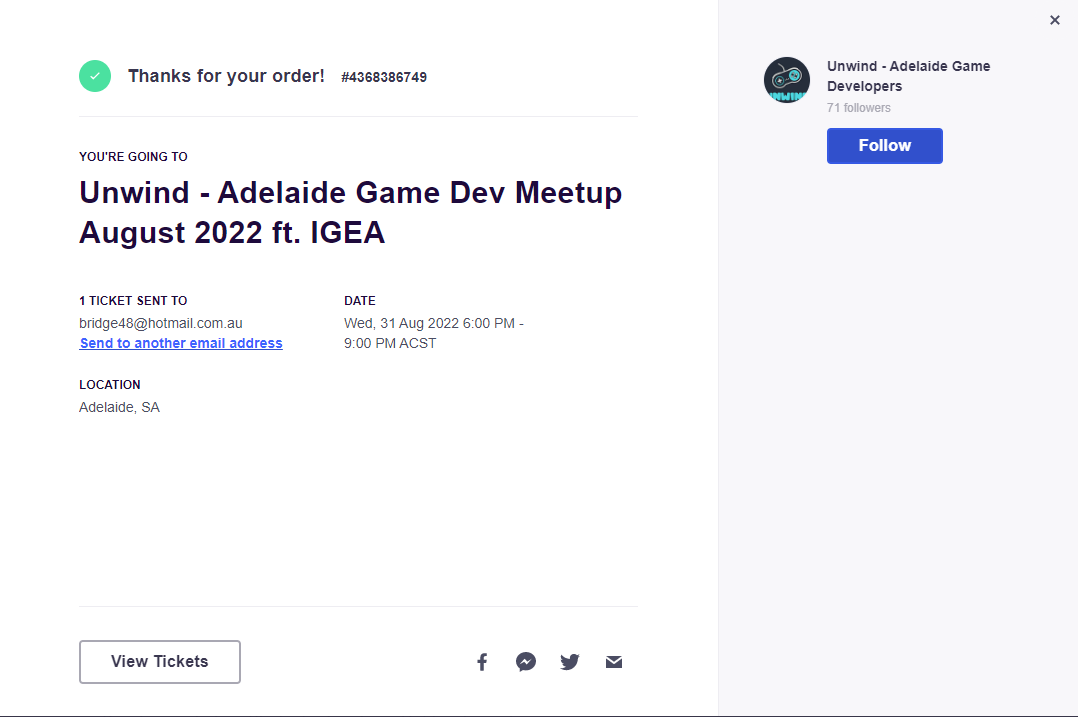 Thanks for your order! #4368386749
YOU'RE GOING TO
Unwind - Adelaide Game Dev Meetup
August 2022 ft. IGEA
1 TICKET SENT TO
bridge48@hotmail.com.au
Send to another email address
DATE
Wed, 31 Aug 2022 6:00 PM -
9:00 PM ACST
LOCATION
Adelaide, SA
View Tickets
Unwind - Adelaide Game
Developers
71 followers
Follow
UNWIND